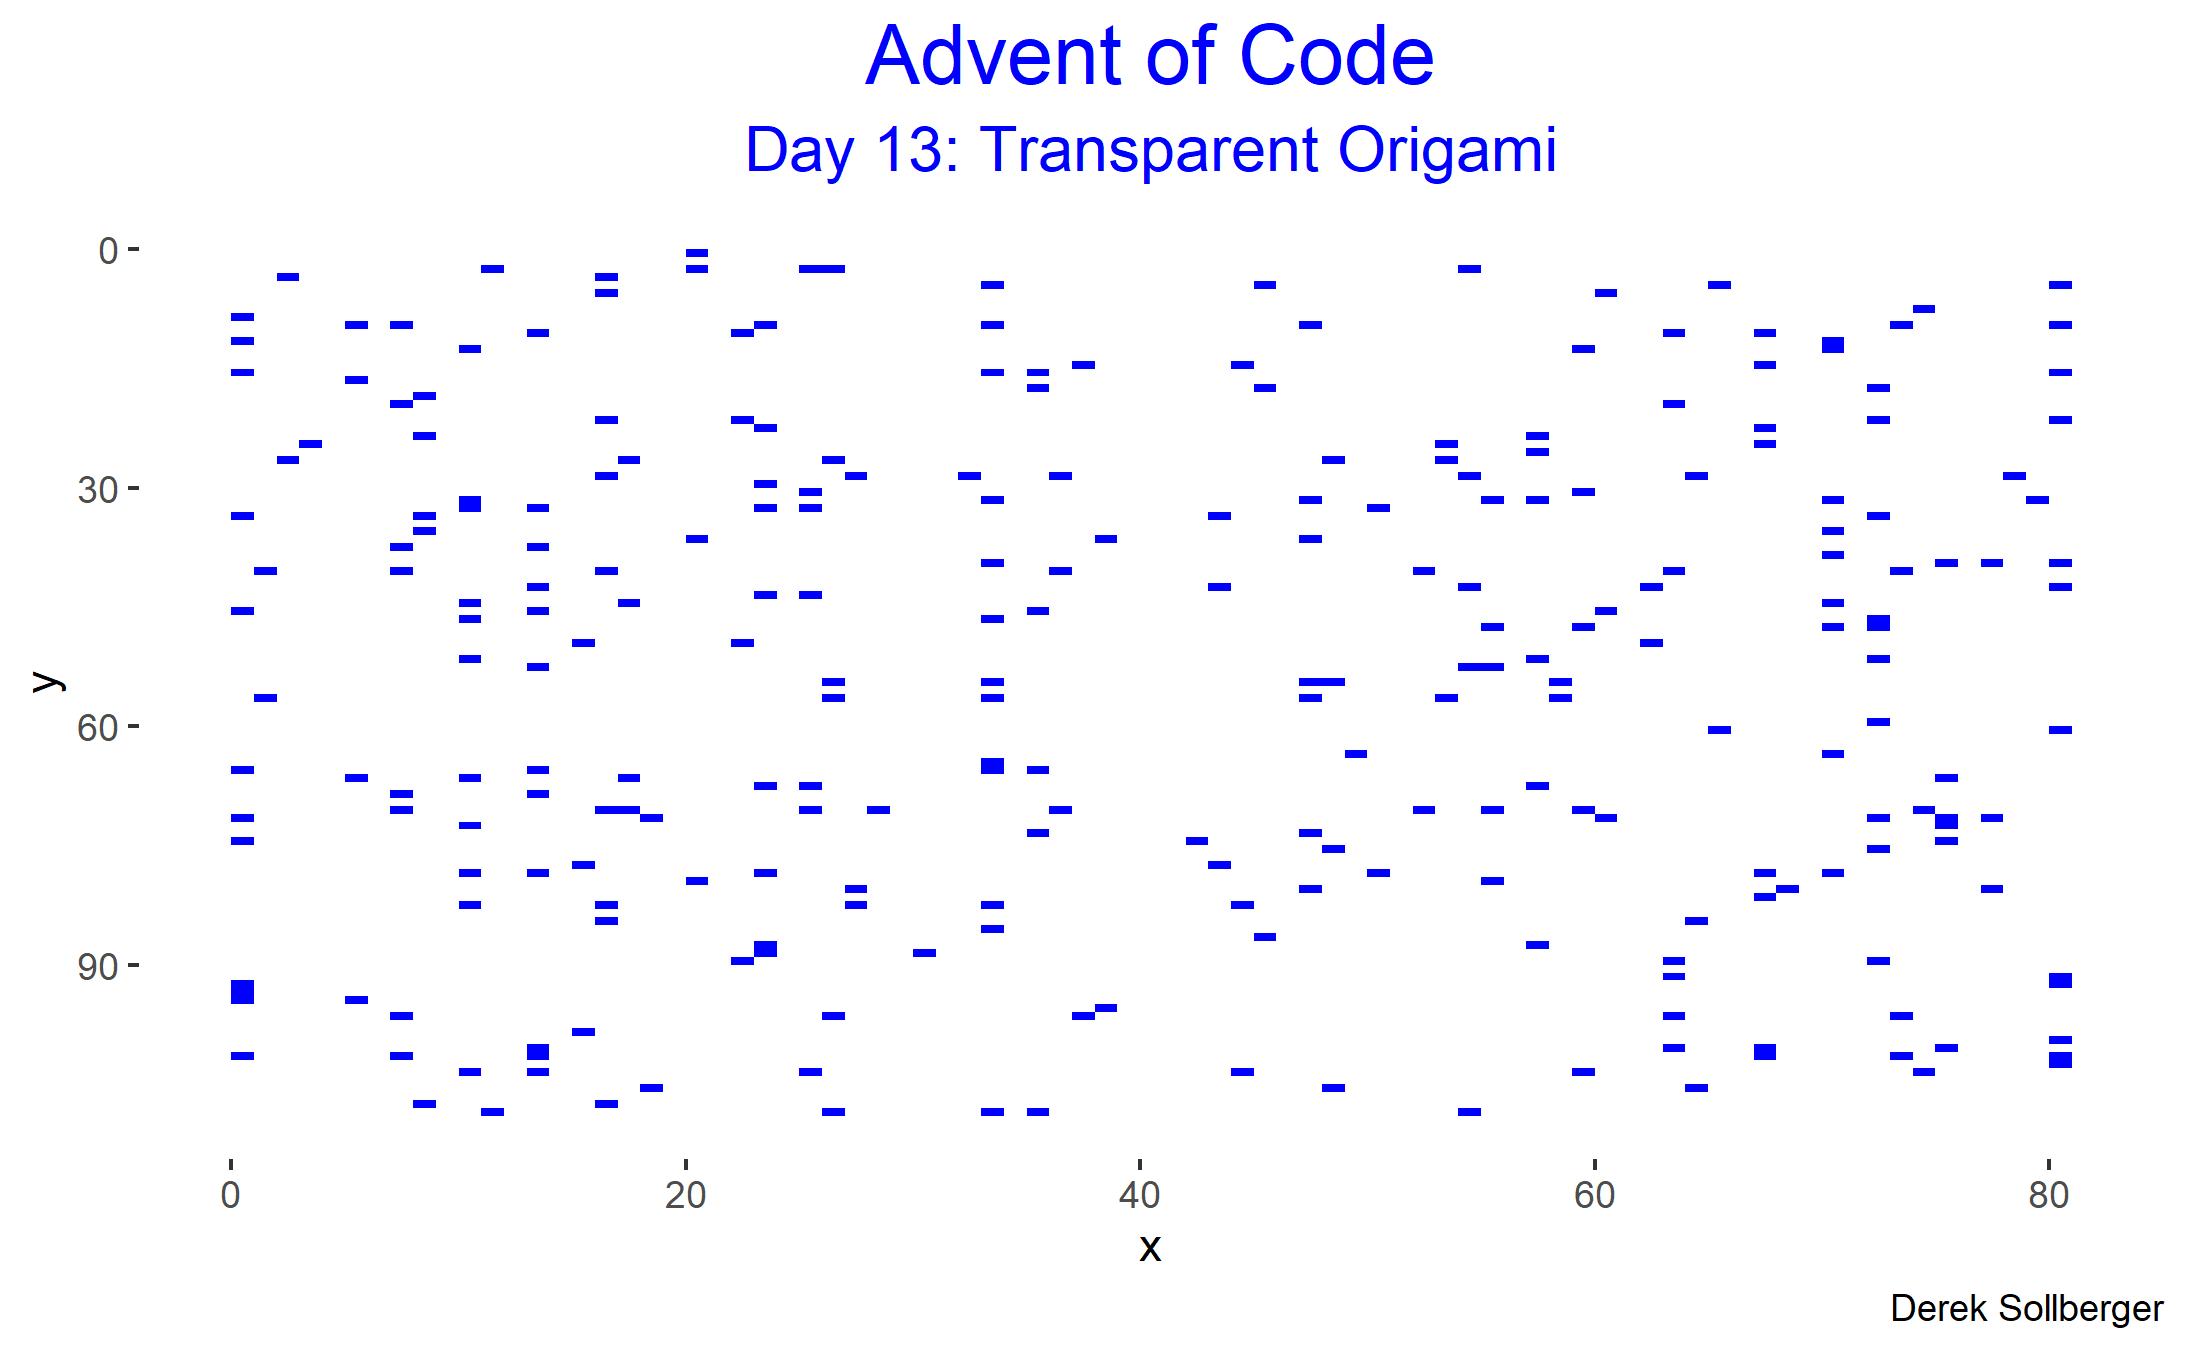 Advent of Code
Day 13: Transparent Origami
0
30
60
90
y
0 20 40 60 80
x
Derek Sollberger